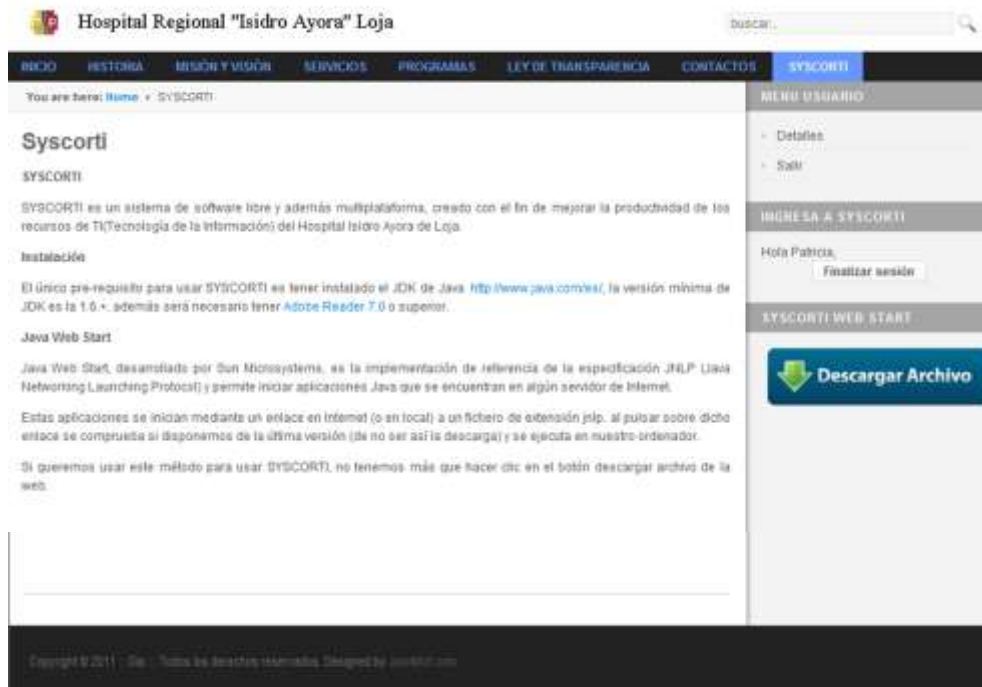 Hospital Regional "Isidro Ayora" Loja
buscar...
INICIO HISTORIA MISIÓN Y VISIÓN SERVICIOS PROGRAMAS LEY DE TRANSPARENCIA CONTACTOS SYSCORTI
You are here: Home SYSCORTI
Syscorti
SYSCORTI
SYSCORTI es un sistema de software libre y además multiplataforma, creado con el fin de mejorar la productividad de los
recursos de TI(Tecnología de la Información) del Hospital Isidro Ayora de Loja.
Instalación
El único pre-requisito para usar SYSCORTI es tener instalado el JDK de Java http://www.java.com/es/, la versión mínima de
JDK es la 1.6.+, además será necesario tener Adobe Reader 7.0 o superior.
Java Web Start
Java Web Start, desarrollado por Sun Microsystems, es la implementación de referencia de la especificación JNLP (Java
Networking Launching Protocol) y permite iniciar aplicaciones Java que se encuentran en algún servidor de Internet.
Estas aplicaciones se inician mediante un enlace en Internet (o en local) a un fichero de extensión jnlp, al pulsar sobre dicho
enlace se comprueba si disponemos de la última versión (de no ser así la descarga) y se ejecuta en nuestro ordenador.
Si queremos usar este método para usar SYSCORTI, no tenemos más que hacer clic en el botón descargar archivo de la
web.
MENU USUARIO
Detalles
Salir
INGRESA A SYSCORTI
Hola Patricia,
Finalizar sesión
SYSCORTI WEB START
Descargar Archivo
Copyright © 2011 Todos los derechos reservados. Designed by